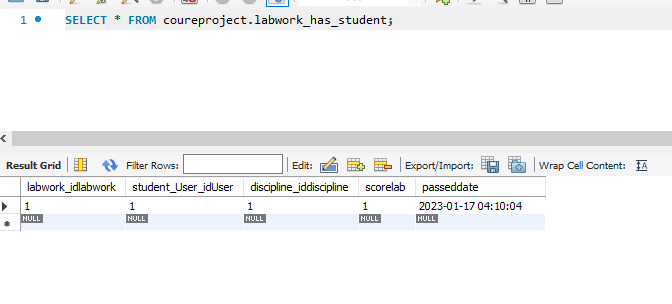 1 SELECT * FROM coureproject.labwork_has_student;
Result Grid Filter Rows: Edit: Export/Import: Wrap Cell Content:
labwork_idlabwork student_User_idUser discipline_iddiscipline scorelab passeddate
1 1 1 1 2023-01-17 04:10:04
NULL NULL NULL NULL NULL